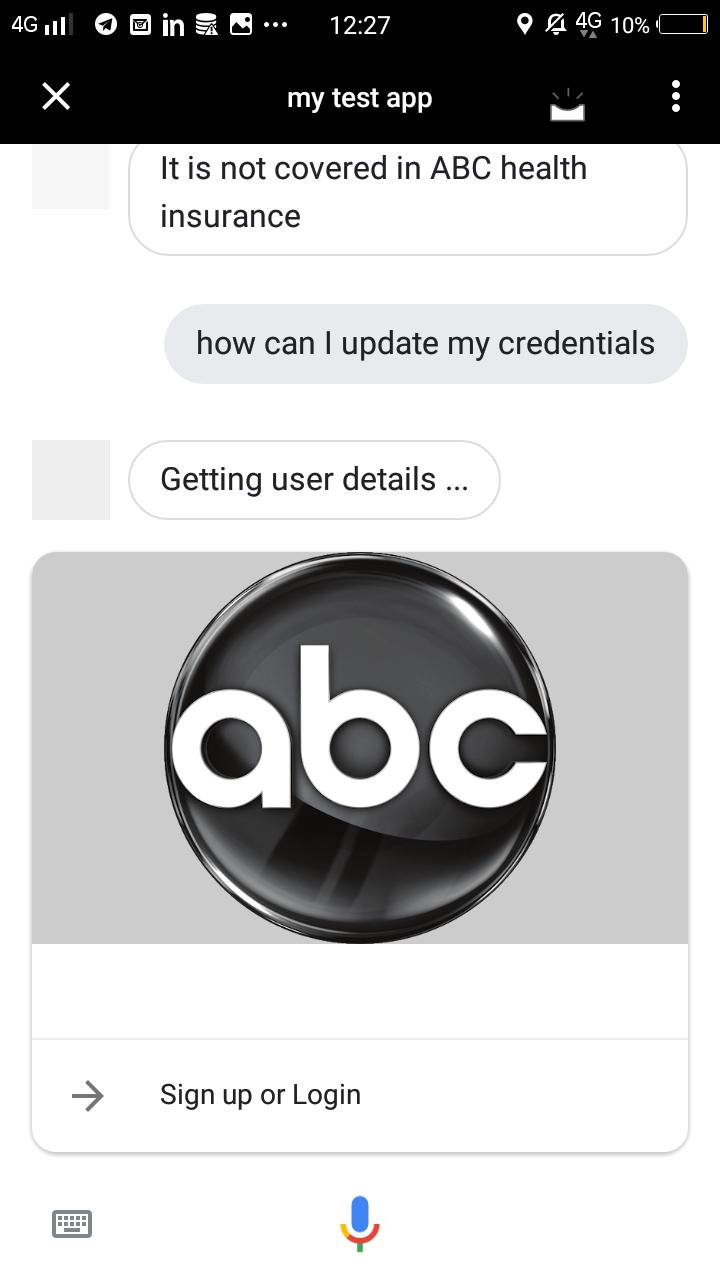 4G 12:27 4G 10%
my test app
It is not covered in ABC health
insurance
how can I update my credentials
Getting user details ...
abc
Sign up or Login